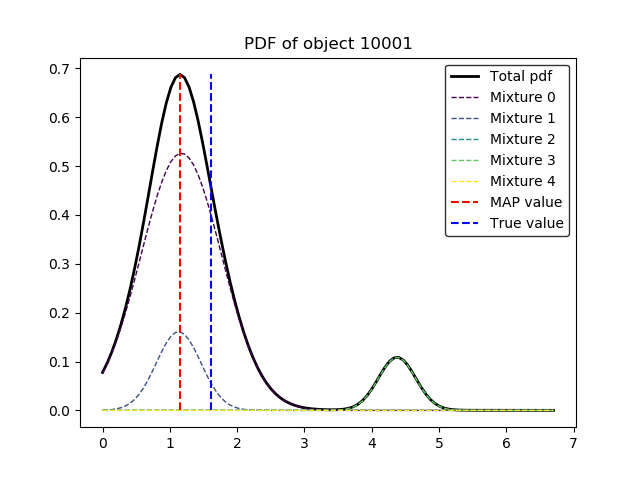 PDF of object 10001
0.7
0.6
0.5
0.4
0.3
0.2
0.1
0.0
0 1 2 3 4 5 6 7
Total pdf
Mixture 0
Mixture 1
Mixture 2
Mixture 3
Mixture 4
MAP value
True value